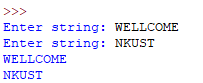 >>>
Enter string: WELLCOME
Enter string: NKUST
WELLCOME
NKUST